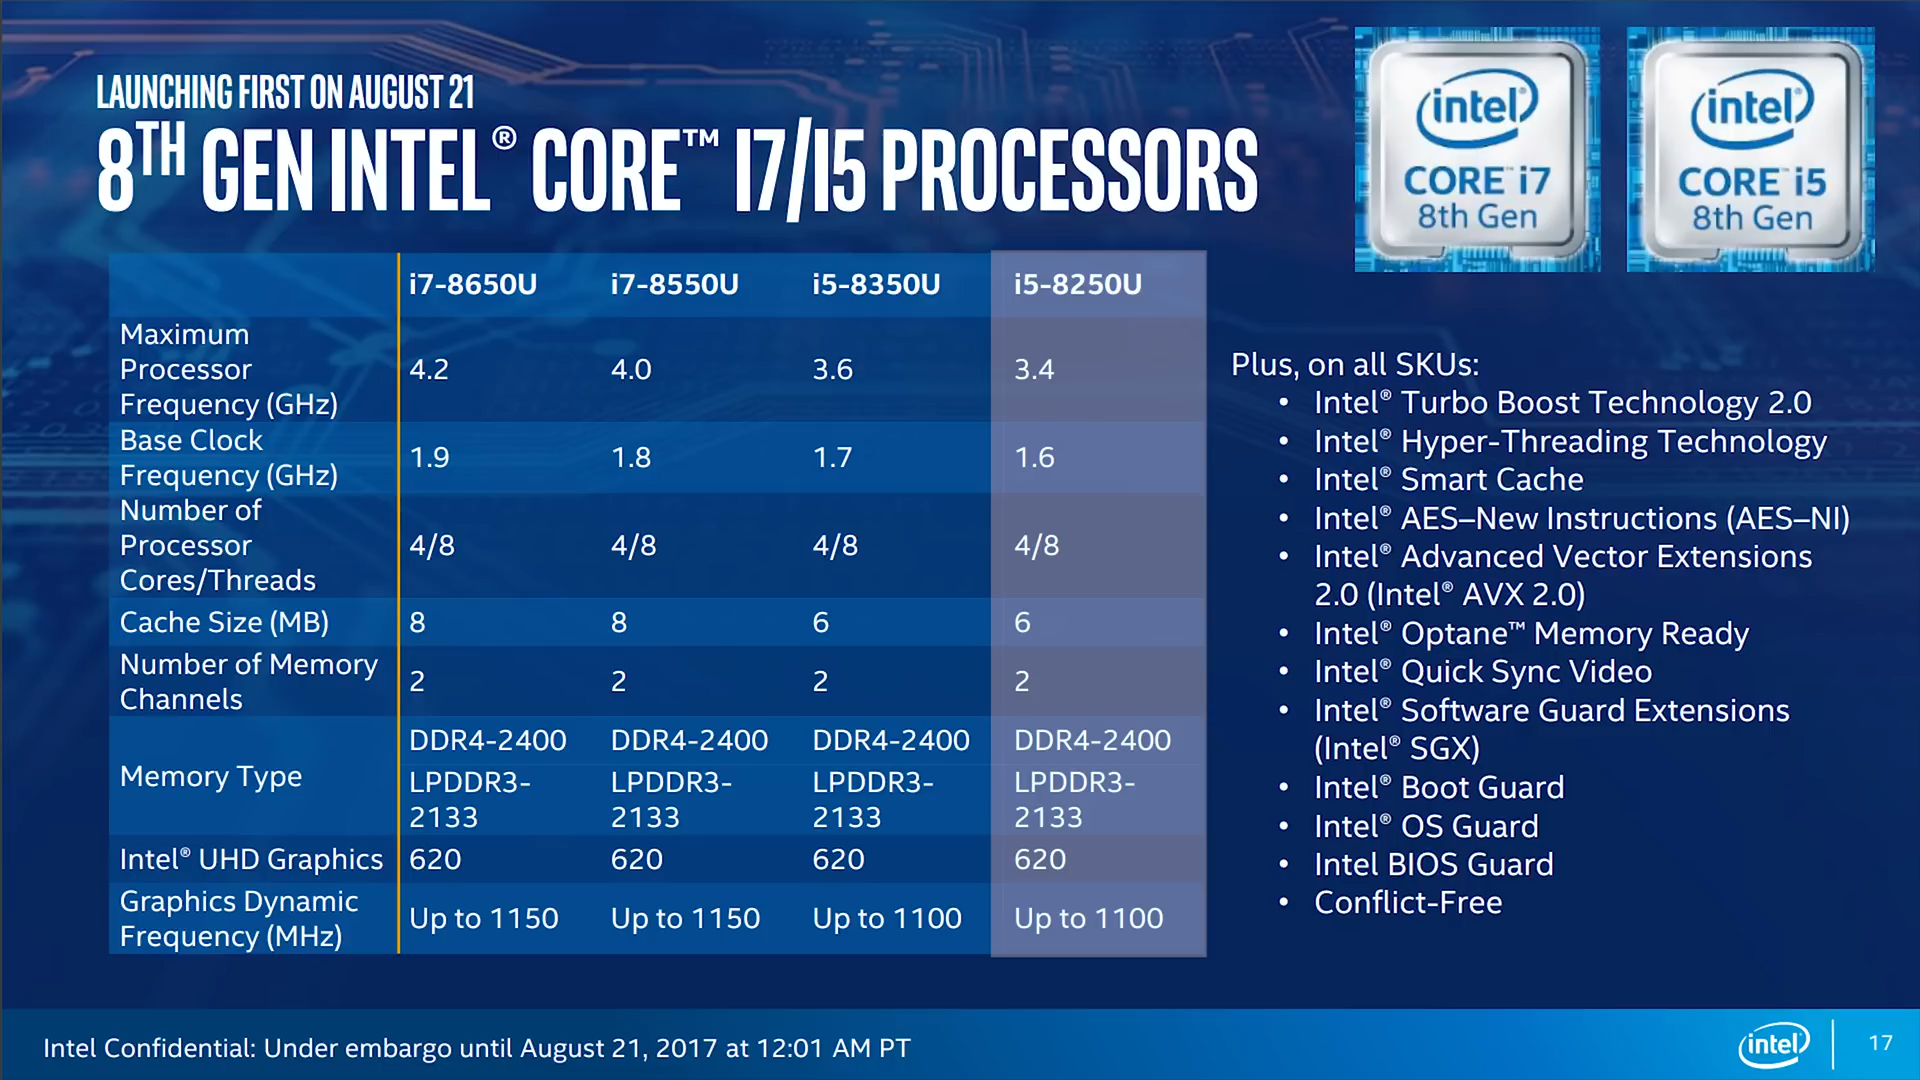 LAUNCHING FIRST ON AUGUST 21
8TH GEN INTEL® CORE™ I7/I5 PROCESSORS
intel®
CORE™ i7
8th Gen
intel®
CORE™ i5
8th Gen
i7-8650U i7-8550U i5-8350U i5-8250U
Maximum
Processor
Frequency (GHz)
4.2 4.0 3.6 3.4
Base Clock
Frequency (GHz)
1.9 1.8 1.7 1.6
Number of
Processor
Cores/Threads
4/8 4/8 4/8 4/8
Cache Size (MB) 8 8 6 6
Number of Memory
Channels
2 2 2 2
Memory Type
DDR4-2400 DDR4-2400 DDR4-2400 DDR4-2400
LPDDR3- LPDDR3- LPDDR3- LPDDR3-
2133 2133 2133 2133
Intel® UHD Graphics 620 620 620 620
Graphics Dynamic
Frequency (MHz)
Up to 1150 Up to 1150 Up to 1100 Up to 1100
Plus, on all SKUs:
• Intel® Turbo Boost Technology 2.0
• Intel® Hyper-Threading Technology
• Intel® Smart Cache
• Intel® AES–New Instructions (AES–NI)
• Intel® Advanced Vector Extensions
2.0 (Intel® AVX 2.0)
• Intel® Optane™ Memory Ready
• Intel® Quick Sync Video
• Intel® Software Guard Extensions
(Intel® SGX)
• Intel® Boot Guard
• Intel® OS Guard
• Intel BIOS Guard
• Conflict-Free
Intel Confidential: Under embargo until August 21, 2017 at 12:01 AM PT
intel®
17